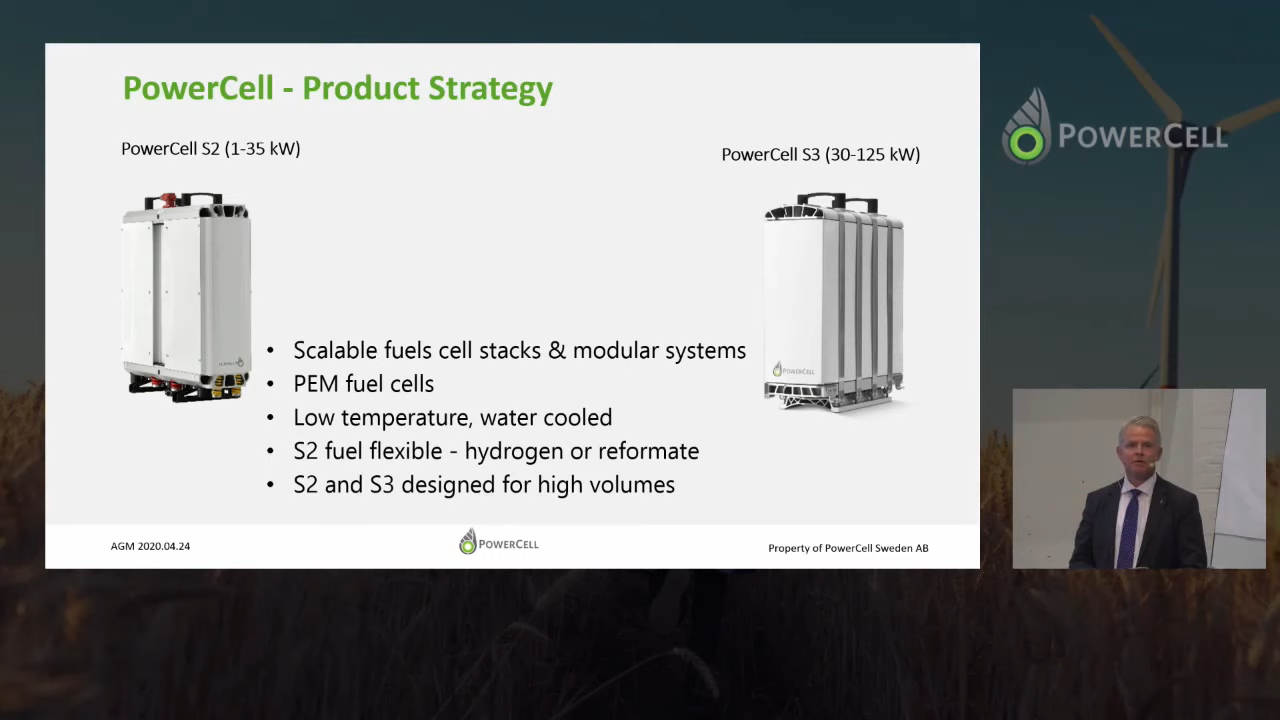 PowerCell - Product Strategy
PowerCell S2 (1-35 kW)
PowerCell S3 (30-125 kW)
POWERCELL
POWERCELL
• Scalable fuels cell stacks & modular systems
• PEM fuel cells
• Low temperature, water cooled
• S2 fuel flexible - hydrogen or reformate
• S2 and S3 designed for high volumes
AGM 2020.04.24
POWERCELL
Property of PowerCell Sweden AB